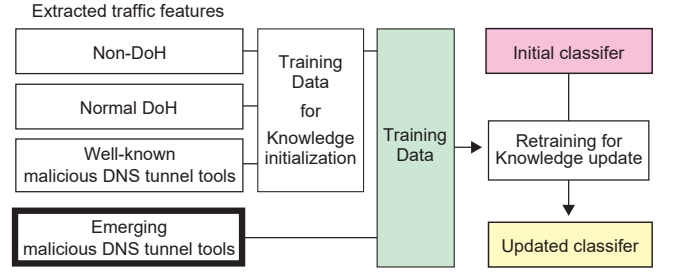 Extracted traffic features
Non-DoH
Normal DoH
Well-known
malicious DNS tunnel tools
Emerging
malicious DNS tunnel tools
Training
Data
for
Knowledge
initialization
Training
Data
Initial classifer
Retraining for
Knowledge update
Updated classifer